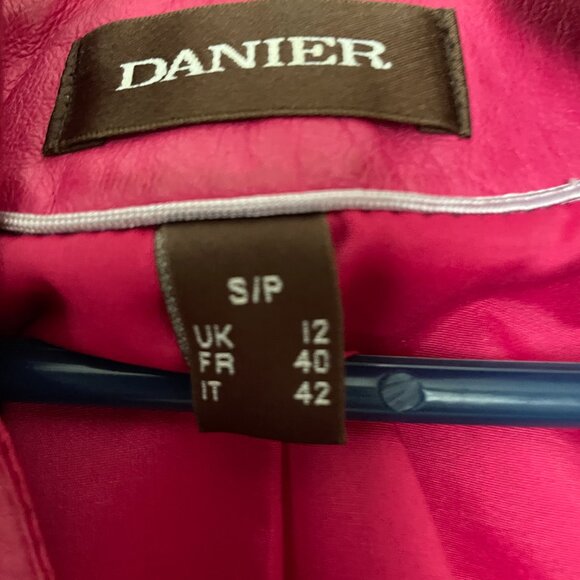 DANIER
S/P
UK 12
FR 40
IT 42